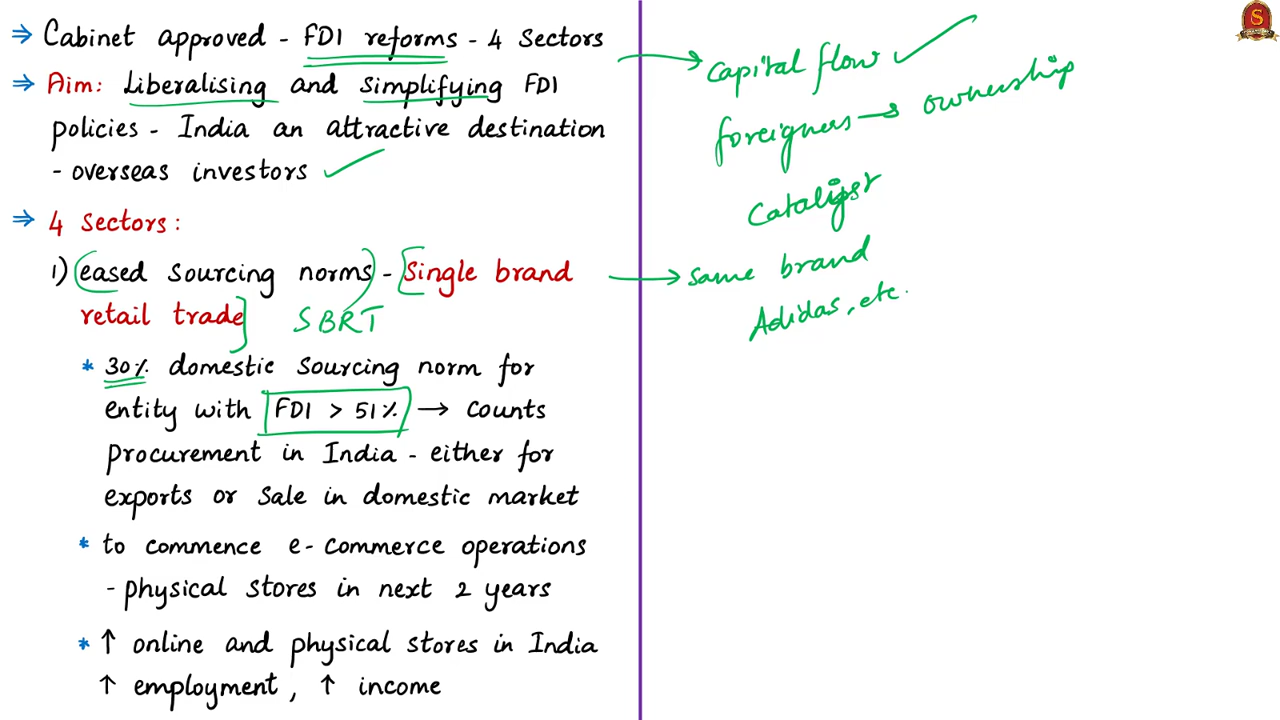 ⇒ Cabinet approved - FDI reforms - 4 Sectors
⇒ Aim: Liberalising and simplifying FDI
policies - India an attractive destination
- overseas investors ✓
⇒ 4 Sectors:
1) eased sourcing norms - Single brand
retail trade SBRT
* 30% domestic sourcing norm for
entity with FDI > 51% → counts
procurement in India - either for
exports or sale in domestic market
* to commence e-commerce operations
- physical stores in next 2 years
* ↑ online and physical stores in India
↑ employment, ↑ income
→ Capital flow ✓
foreigners → ownership
Catalyst
→ same brand
Adidas, etc.
S